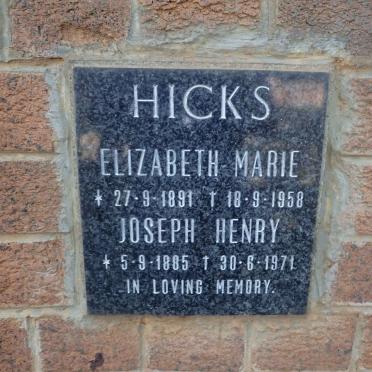 HICKS
ELIZABETH MARIE
* 27·9·1891 † 18·9·1958
JOSEPH HENRY
* 5·9·1885 † 30·6·1971
IN LOVING MEMORY.